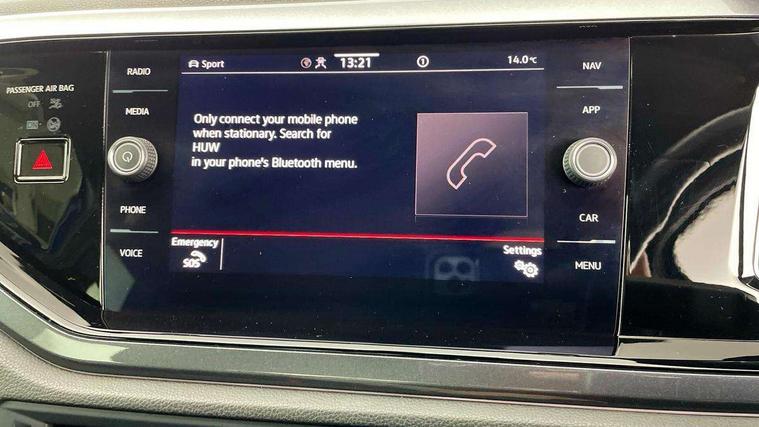 RADIO
Sport
13:21
14.0°C
NAV
PASSENGER AIR BAG
OFF
ON
MEDIA
APP
Only connect your mobile phone
when stationary. Search for
HUW
in your phone's Bluetooth menu.
PHONE
CAR
VOICE
Emergency
SOS
Settings
MENU